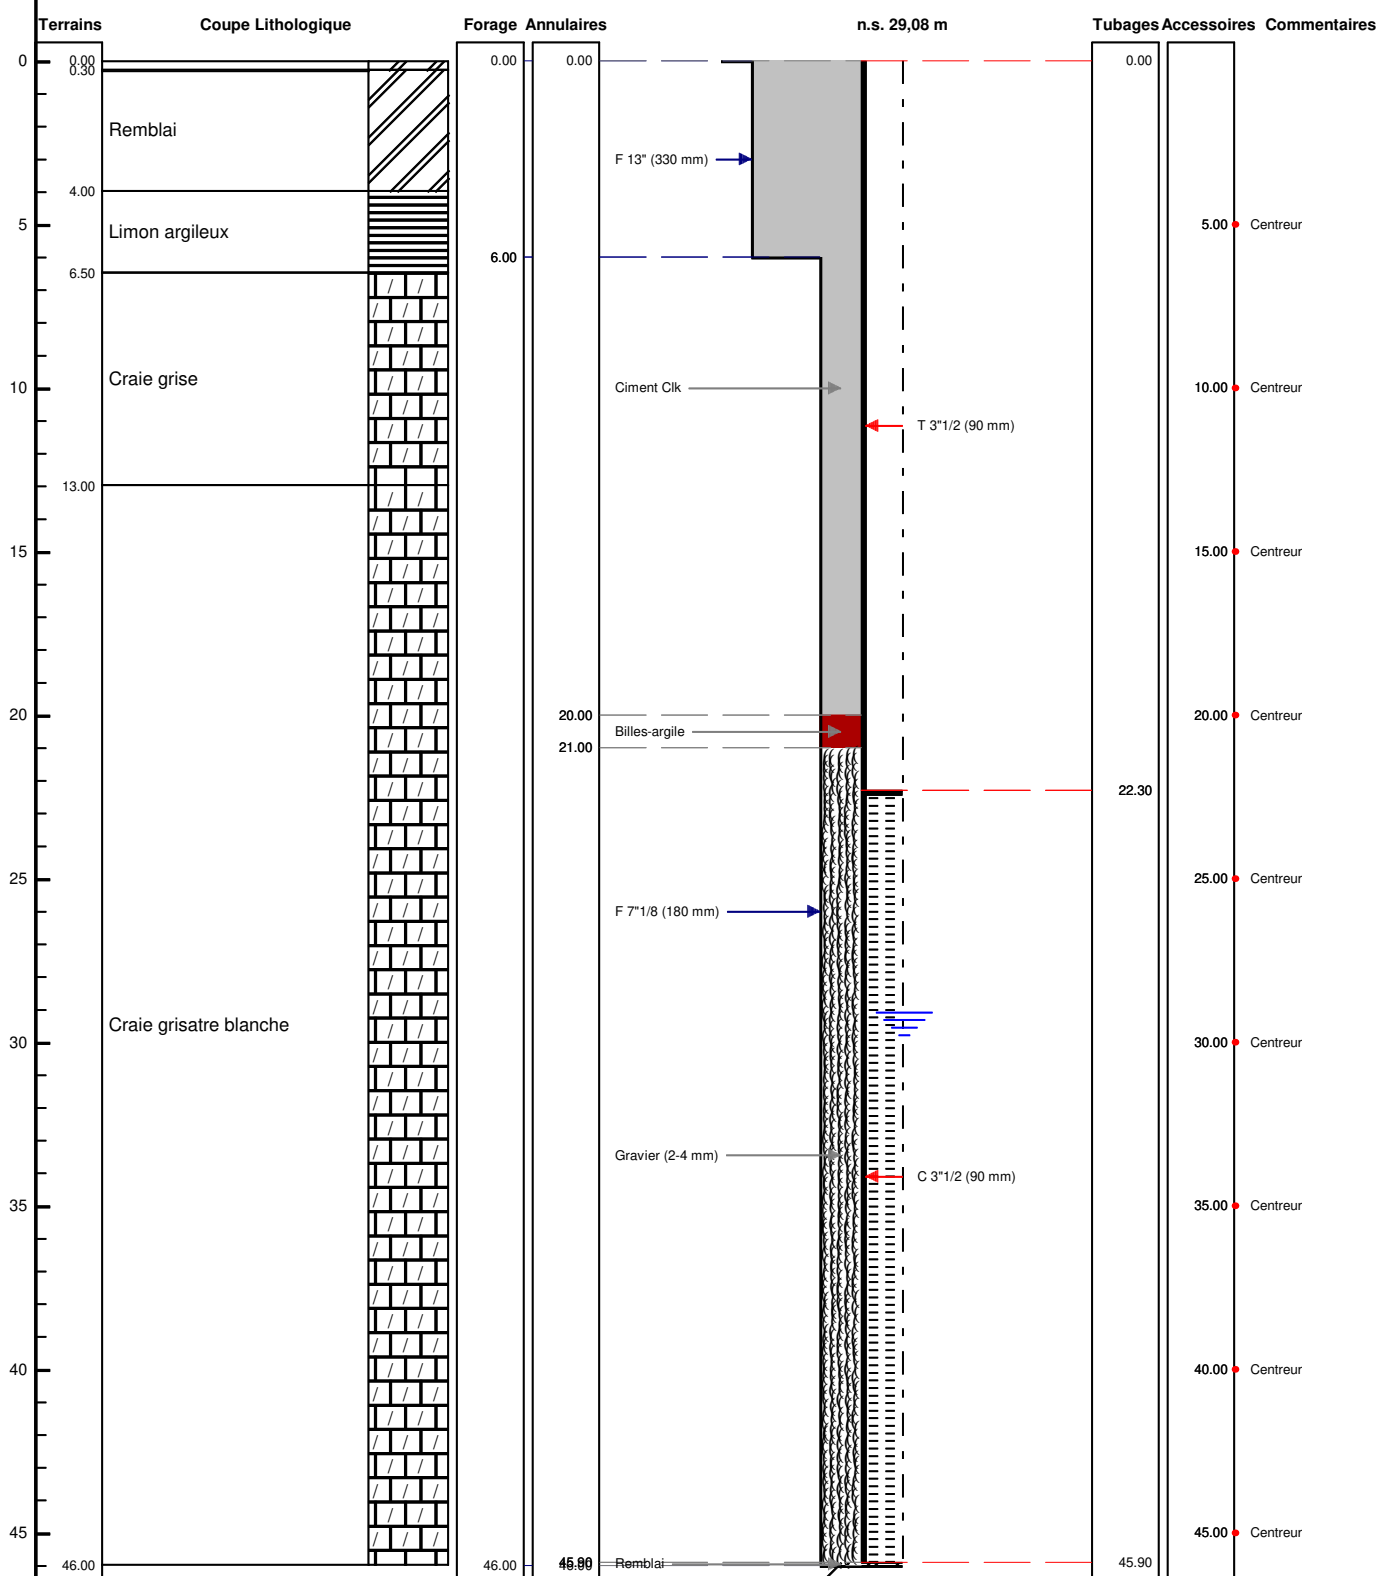 Terrains Coupe Lithologique Forage Annulaires n.s. 29,08 m Tubages Accessoires Commentaires
0 0.00 0.00 0.00 0.00
0.30
Remblai
F 13" (330 mm)
4.00
5 Limon argileux 5.00 Centreur
6.00
6.50
Craie grise
10 Ciment Clk 10.00 Centreur
T 3"1/2 (90 mm)
13.00
15 15.00 Centreur
20 20.00 20.00 Centreur
Billes-argile
21.00
22.30
25 25.00 Centreur
F 7"1/8 (180 mm)
Craie grisatre blanche
30 30.00 Centreur
Gravier (2-4 mm)
C 3"1/2 (90 mm)
35 35.00 Centreur
40 40.00 Centreur
45 45.00 Centreur
45.90 Remblai 45.90
46.00 46.00